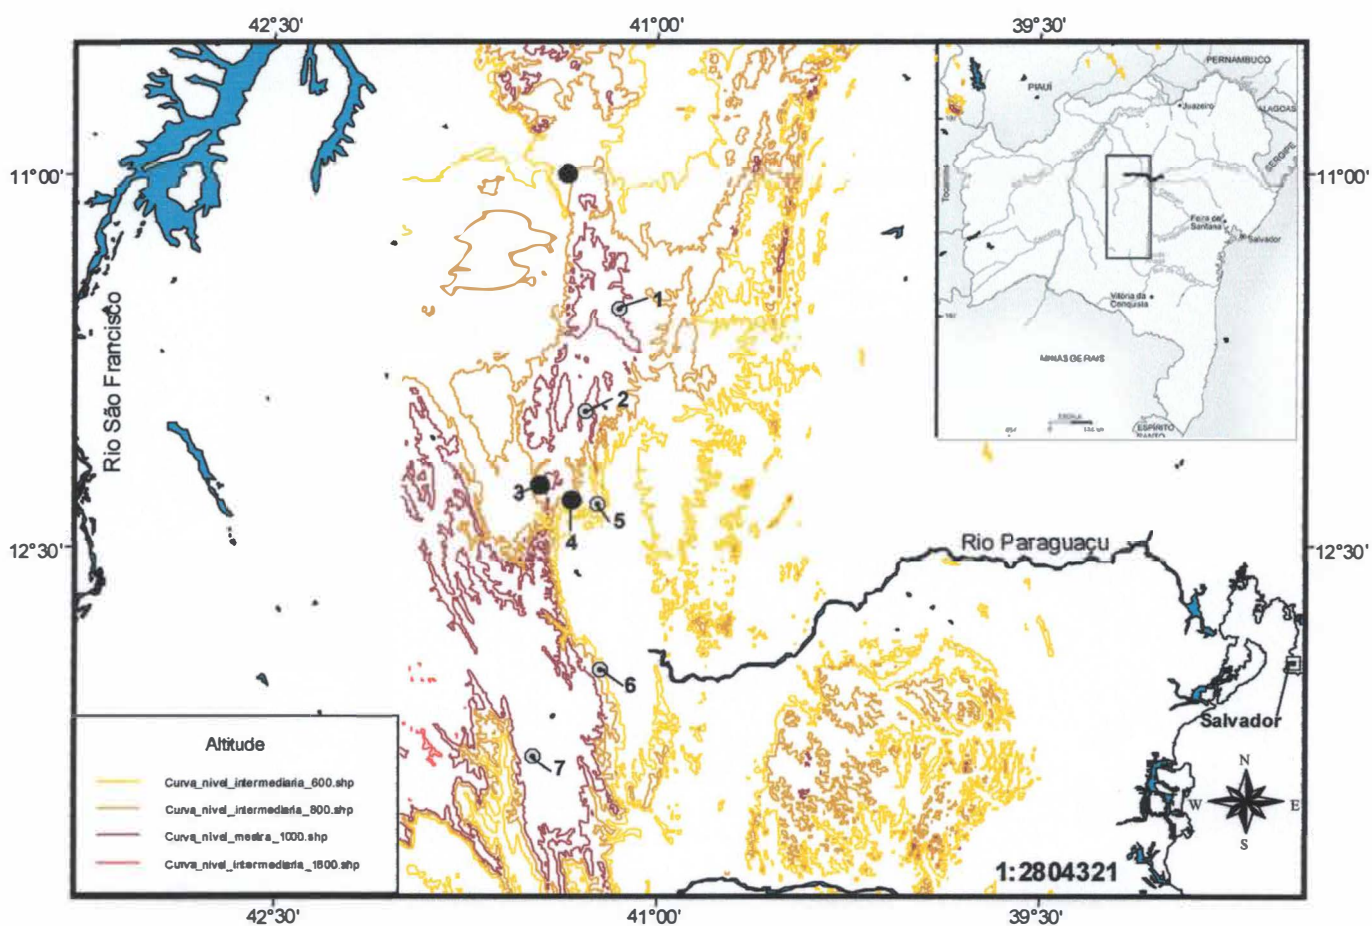 42°30'
41°00'
39°30'
11°00'
11°00'
12°30'
12°30'
Rio São Francisco
1
2
3
4
5
6
7
Rio Paraguaçu
Salvador
N
W
E
S
1:2804321
Altitude
Curva_nivel_intermediaria_600.shp
Curva_nivel_intermediaria_800.shp
Curva_nivel_mestra_1000.shp
Curva_nivel_intermediaria_1600.shp
PERNAMBUCO
PIAUÍ
Juazeiro
ALAGOAS
SERGIPE
Feira de
Santana
Salvador
Vitória da
Conquista
MINAS GERAIS
ESCALA
ESPÍRITO
SANTO
42°30'
41°00'
39°30'